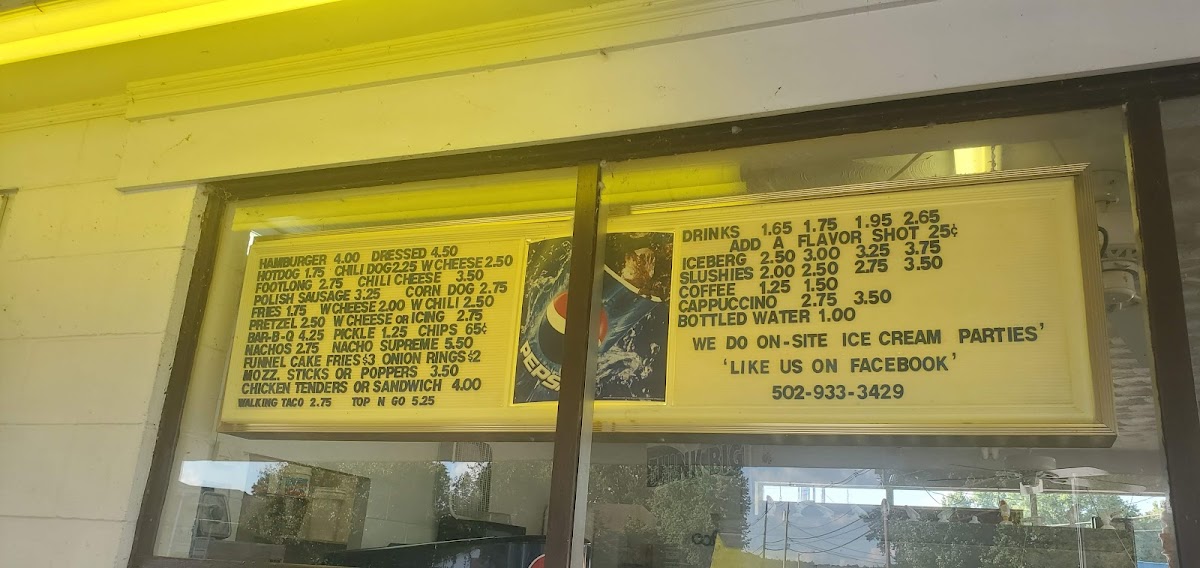 HAMBURGER 4.00 DRESSED 4.50
HOTDOG 1.75 CHILI DOG 2.25 W CHEESE 2.50
FOOTLONG 2.75 CHILI CHEESE 3.50
POLISH SAUSAGE 3.25 CORN DOG 2.75
FRIES 1.75 W CHEESE 2.00 W CHILI 2.50
PRETZEL 2.50 W CHEESE OR ICING 2.75
BAR-B-Q 4.25 PICKLE 1.25 CHIPS 65¢
NACHOS 2.75 NACHO SUPREME 5.50
FUNNEL CAKE FRIES $3 ONION RINGS $2
MOZZ. STICKS OR POPPERS 3.50
CHICKEN TENDERS OR SANDWICH 4.00
WALKING TACO 2.75 TOP N GO 5.25
PEPSI
DRINKS 1.65 1.75 1.95 2.65
ADD A FLAVOR SHOT 25¢
ICEBERG 2.50 3.00 3.25 3.75
SLUSHIES 2.00 2.50 2.75 3.50
COFFEE 1.25 1.50
CAPPUCCINO 2.75 3.50
BOTTLED WATER 1.00
WE DO ON-SITE ICE CREAM PARTIES'
'LIKE US ON FACEBOOK'
502-933-3429